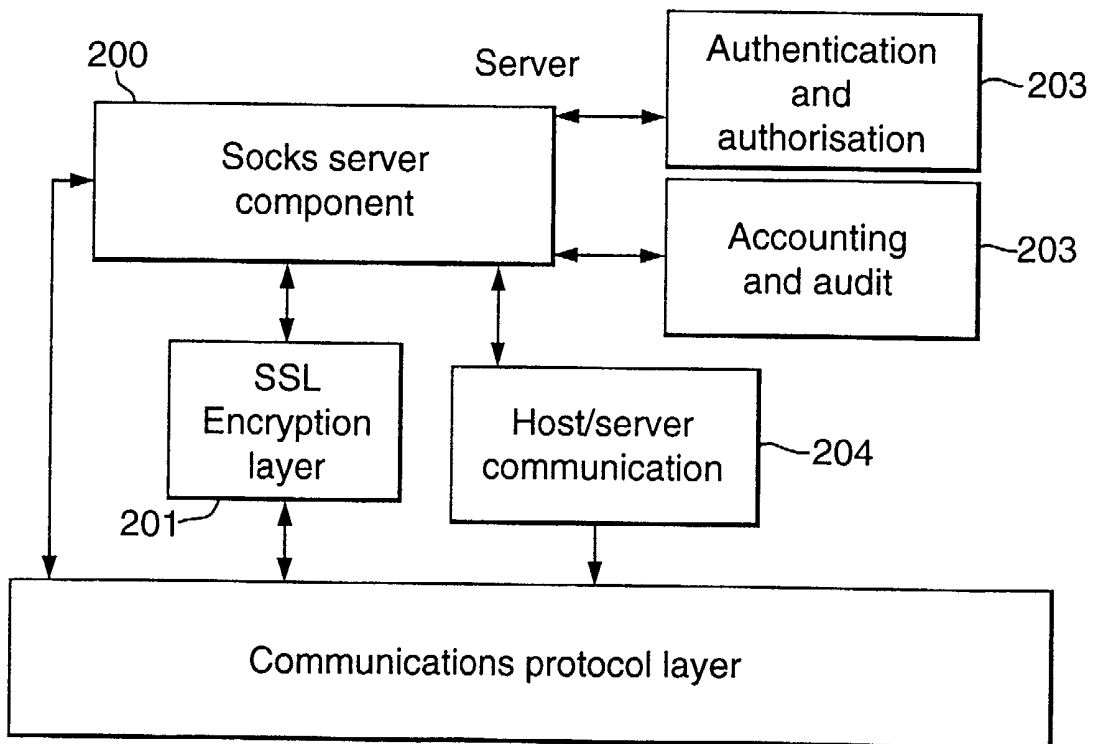 200
Server
Authentication
and
authorisation
203
Socks server
component
Accounting
and audit
203
SSL
Encryption
layer
201
Host/server
communication
204
Communications protocol layer